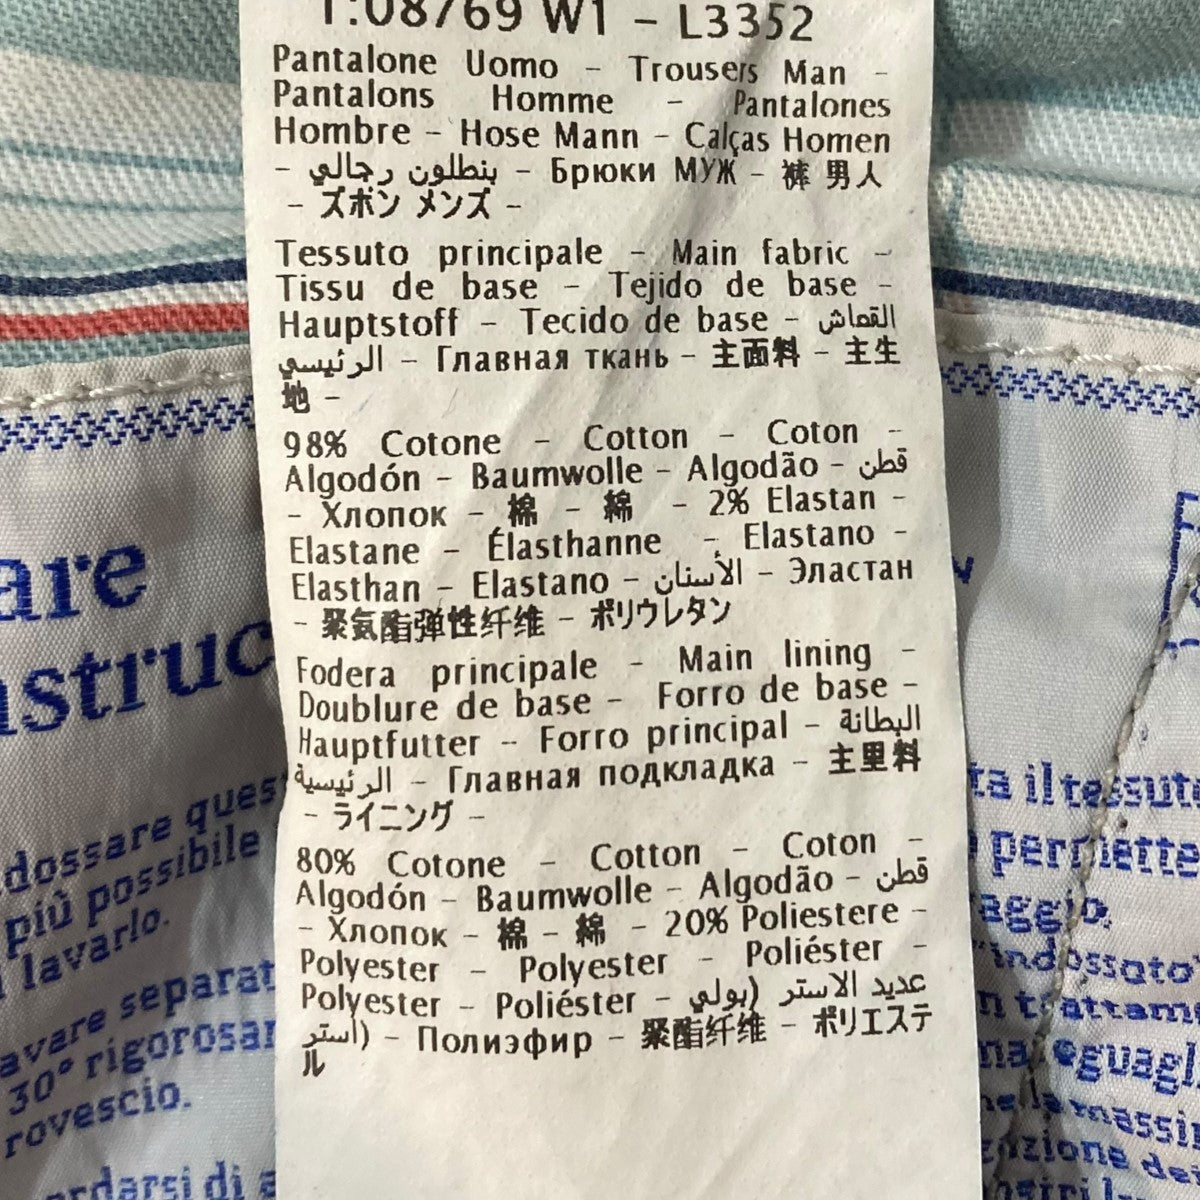 T:08769 W1 - L3352
Pantalone Uomo - Trousers Man -
Pantalons Homme - Pantalones
Hombre - Hose Mann - Calças Homen
- بنطلون رجالي - Брюки МУЖ - 裤 男人
- ズボン メンズ -
Tessuto principale - Main fabric -
Tissu de base - Tejido de base -
Hauptstoff - Tecido de base - القماش
الرئيسي - Главная ткань - 主面料 - 主生
地 -
98% Cotone - Cotton - Coton -
Algodón - Baumwolle - Algodão - قطن
- Хлопок - 棉 - 綿 - 2% Elastan -
Elastane - Élasthanne - Elastano -
Elasthan - Elastano - الأسنان - Эластан
- 聚氨酯弹性纤维 - ポリウレタン
Fodera principale - Main lining -
Doublure de base - Forro de base -
Hauptfutter - Forro principal - البطانة
الرئيسية - Главная подкладка - 主里料
- ライニング -
80% Cotone - Cotton - Coton -
Algodón - Baumwolle - Algodão - قطن
- Хлопок - 棉 - 綿 - 20% Poliestere -
Polyester - Polyester - Poliéster -
Polyester - Poliéster - عديد الاستر (بولي
أستر) - Полиэфир - 聚酯纤维 - ポリエステ
ル
are
nstruc
dossare ques
più possibile
lavarlo.
avare separat
30° rigorosar
rovescio.
ordarsi di a
ta il tessuto
permette
aggio.
"indossato"